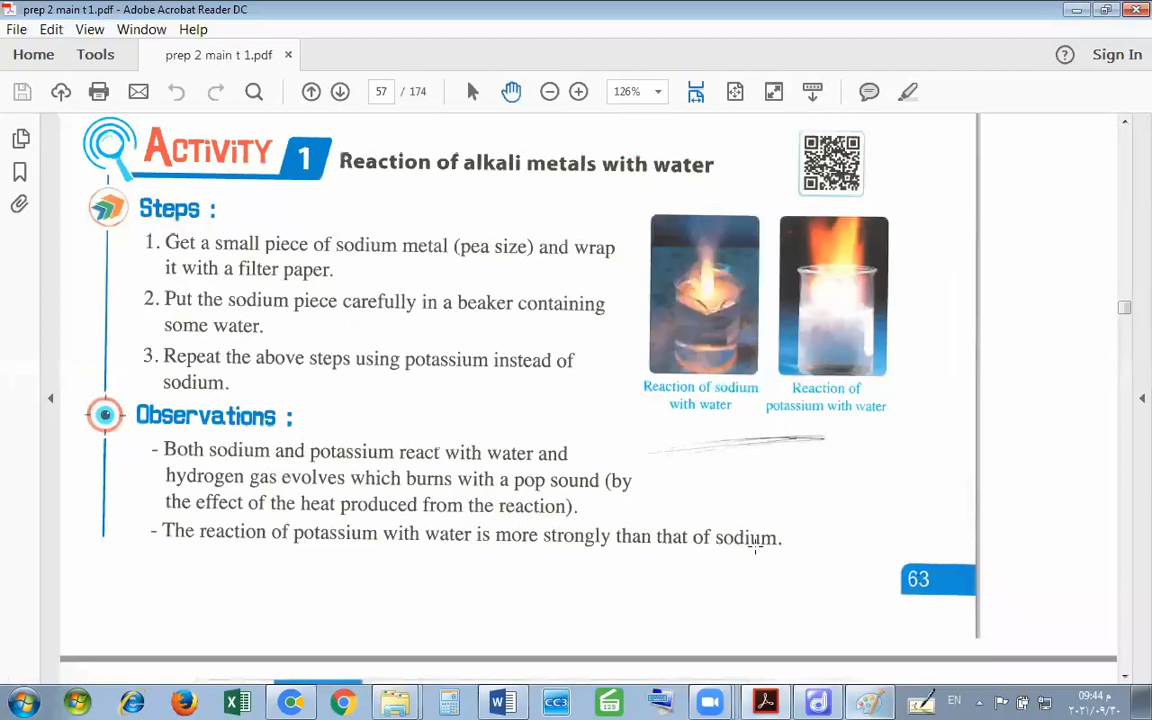 prep 2 main t 1.pdf - Adobe Acrobat Reader DC
File Edit View Window Help
Home Tools prep 2 main t 1.pdf × Sign In
57 / 174 126%
ACTIVITY 1 Reaction of alkali metals with water
Steps :
1. Get a small piece of sodium metal (pea size) and wrap
it with a filter paper.
2. Put the sodium piece carefully in a beaker containing
some water.
3. Repeat the above steps using potassium instead of
sodium.
Reaction of sodium
with water
Reaction of
potassium with water
Observations :
- Both sodium and potassium react with water and
hydrogen gas evolves which burns with a pop sound (by
the effect of the heat produced from the reaction).
- The reaction of potassium with water is more strongly than that of sodium.
63
CC3
123
EN
09:44 م
٢٠٢١/٠٩/٣٠